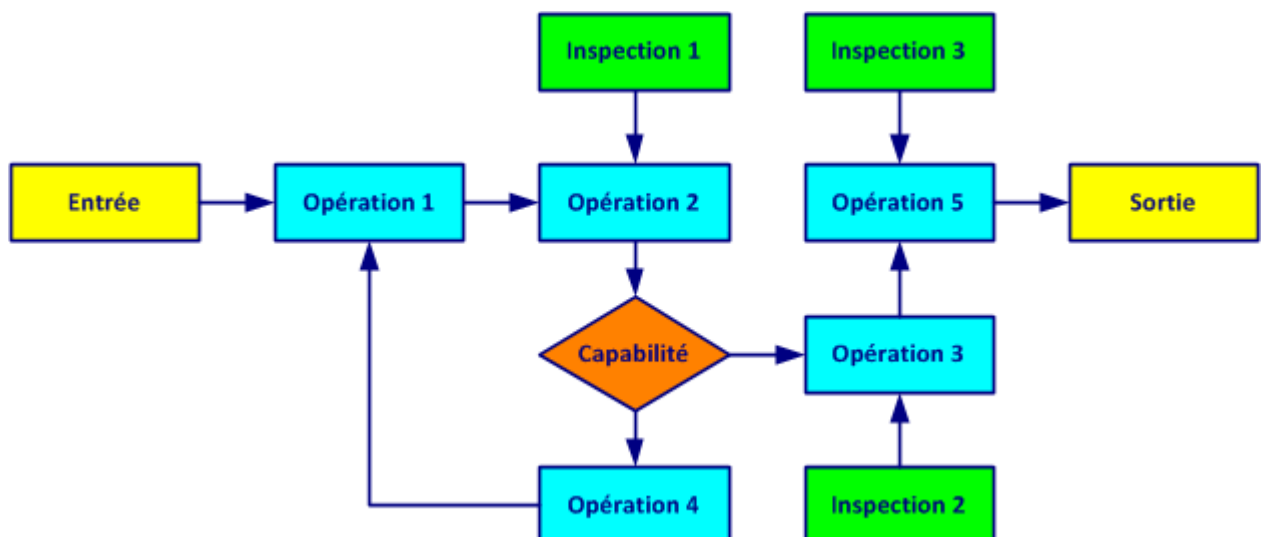 Inspection 1
Inspection 3
Entrée
Opération 1
Opération 2
Opération 5
Sortie
Capabilité
Opération 3
Opération 4
Inspection 2